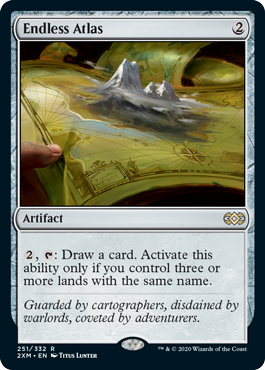 Endless Atlas 2
Artifact
2, : Draw a card. Activate this
ability only if you control three or
more lands with the same name.
Guarded by cartographers, disdained by
warlords, coveted by adventurers.
251/332 R
2XM • EN TITUS LUNTER ™ & © 2020 Wizards of the Coast